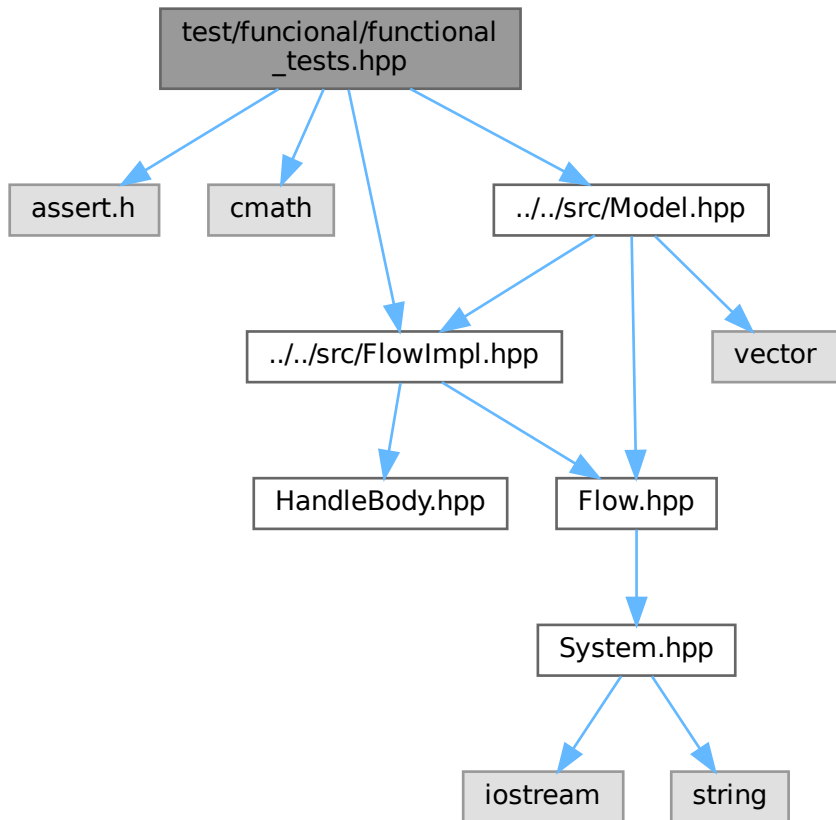 test/funcional/functional
_tests.hpp
assert.h
cmath
../../src/Model.hpp
../../src/FlowImpl.hpp
vector
HandleBody.hpp
Flow.hpp
System.hpp
iostream
string